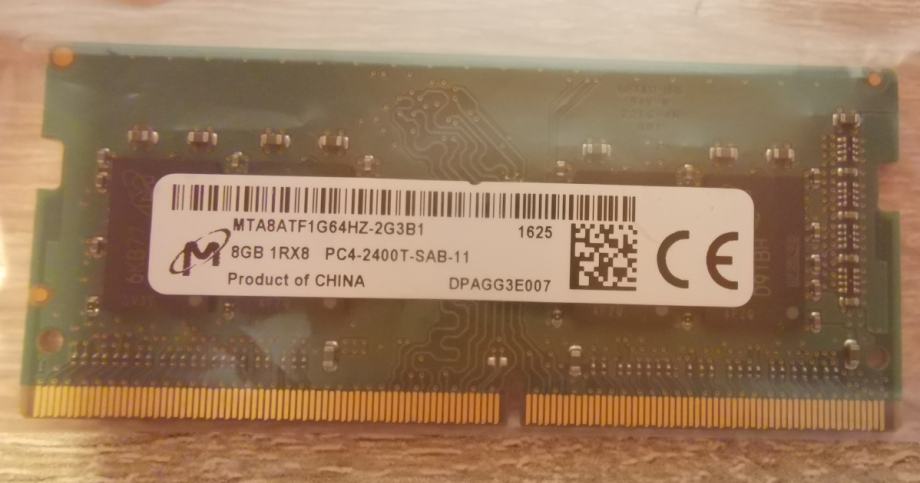 MTA8ATF1G64HZ-2G3B1 1625
8GB 1RX8 PC4-2400T-SAB-11
Product of CHINA DPAGG3E007
CE